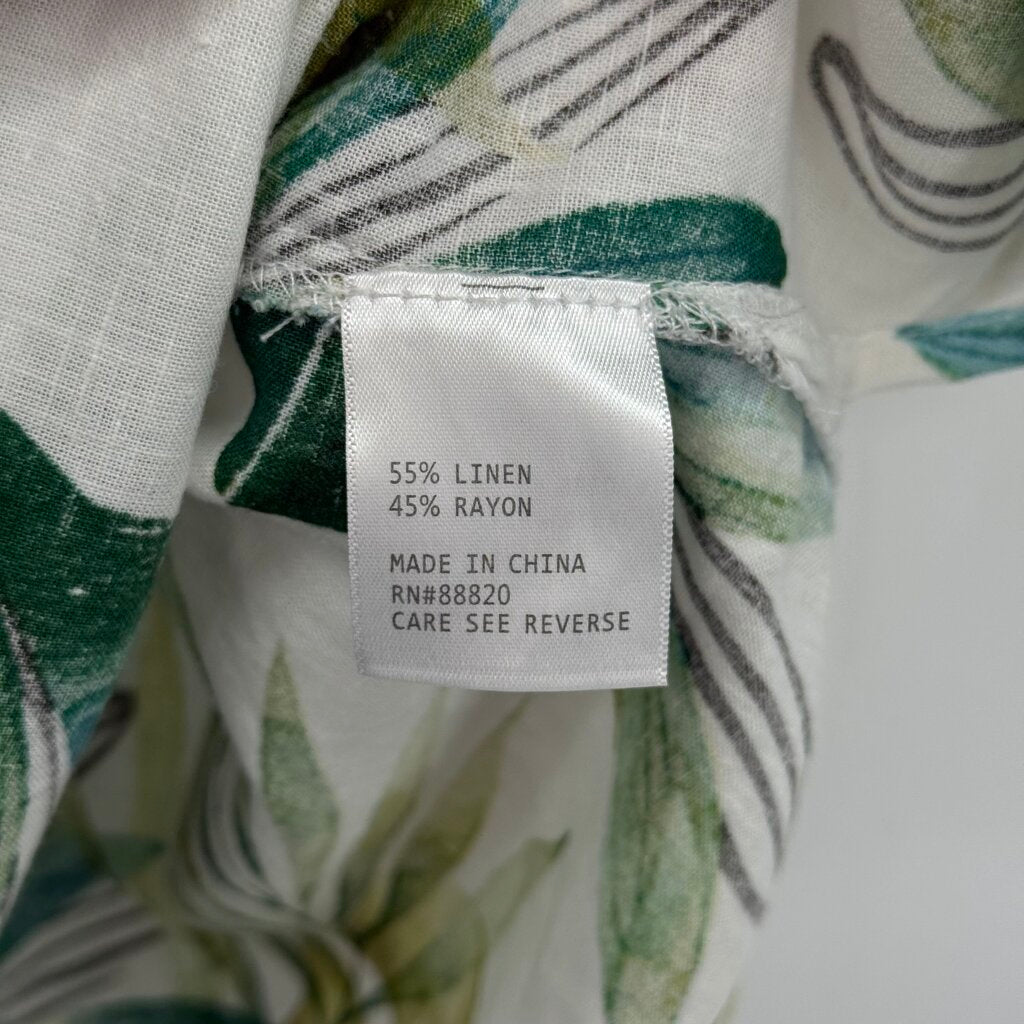 55% LINEN
45% RAYON
MADE IN CHINA
RN#88820
CARE SEE REVERSE